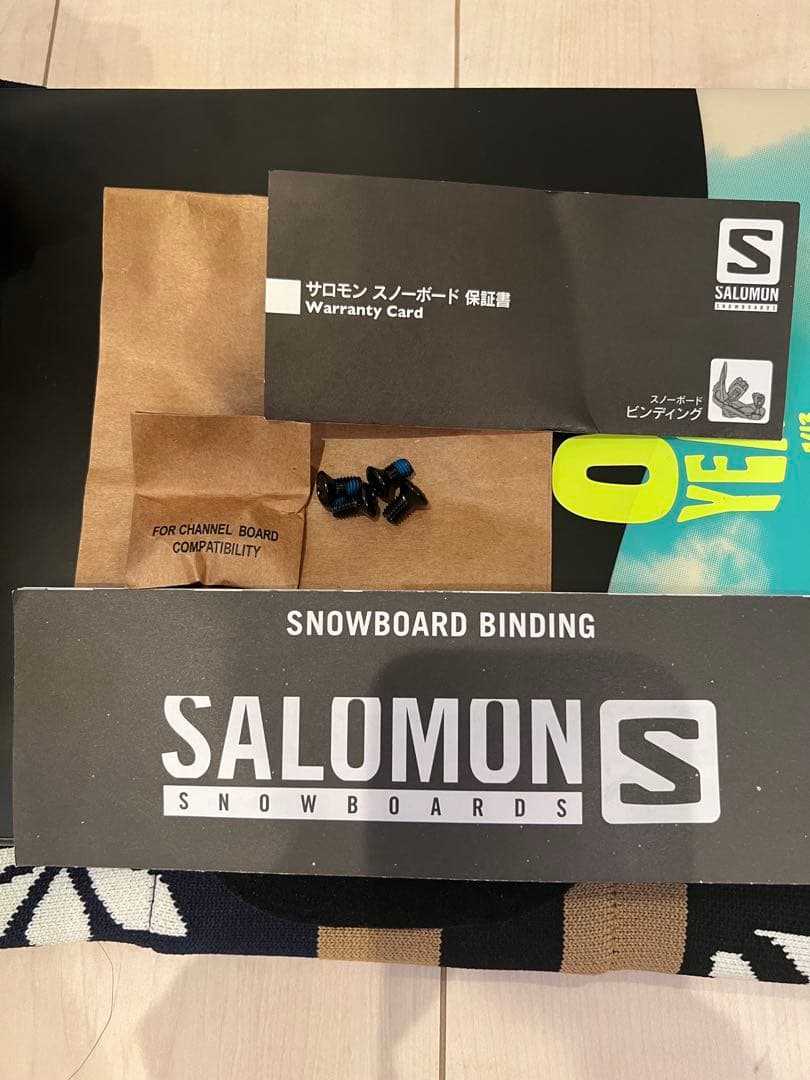 サロモン スノーボード 保証書
Warranty Card
S
SALOMON
SNOWBOARDS
スノーボード
ビンディング
FOR CHANNEL BOARD
COMPATIBILITY
SNOWBOARD BINDING
SALOMON S
SNOWBOARDS